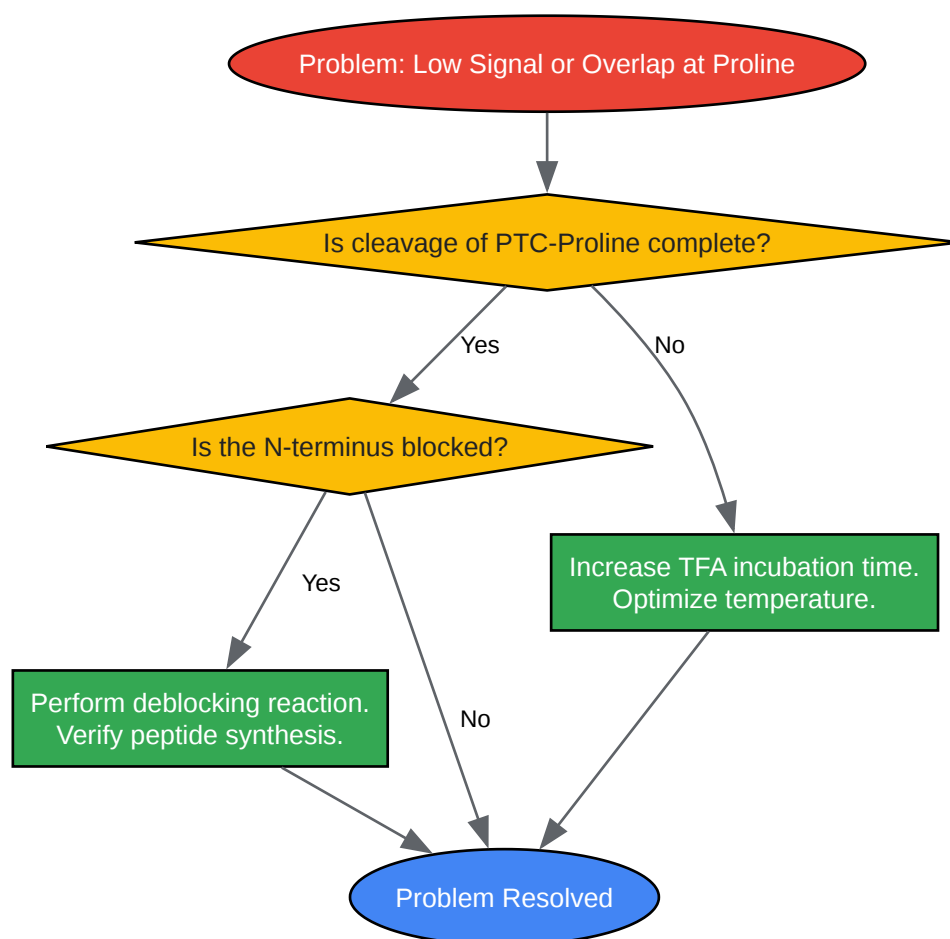 Problem: Low Signal or Overlap at Proline
Is cleavage of PTC-Proline complete?
Yes
No
Is the N-terminus blocked?
Increase TFA incubation time.
Optimize temperature.
Yes
Perform deblocking reaction.
Verify peptide synthesis.
No
Problem Resolved